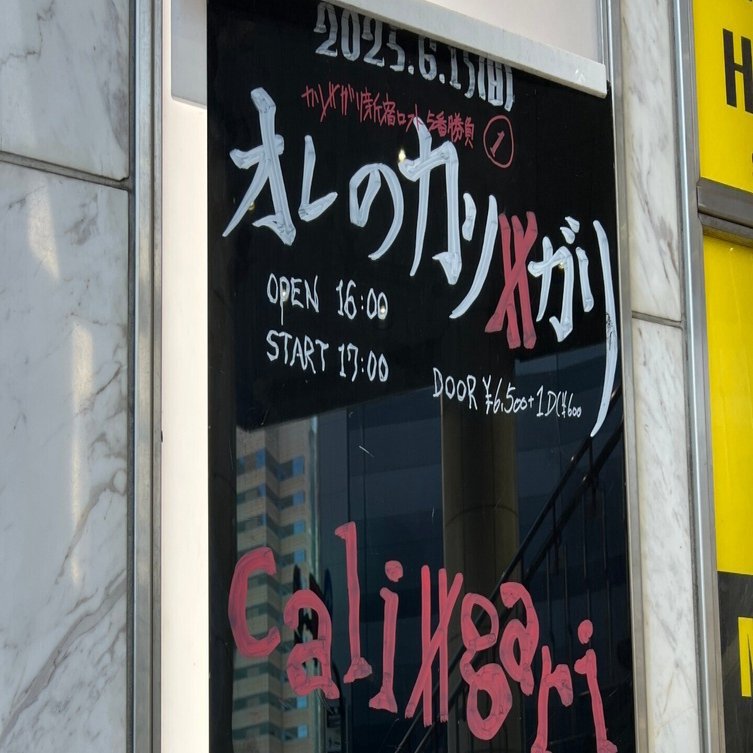 2025.6.15(日)
カリ≠ガリ新宿ロフト5番勝負 ①
オレのカリ≠ガリ
OPEN 16:00
START 17:00
DOOR ¥6,500+1D(¥600
cali≠gari
H